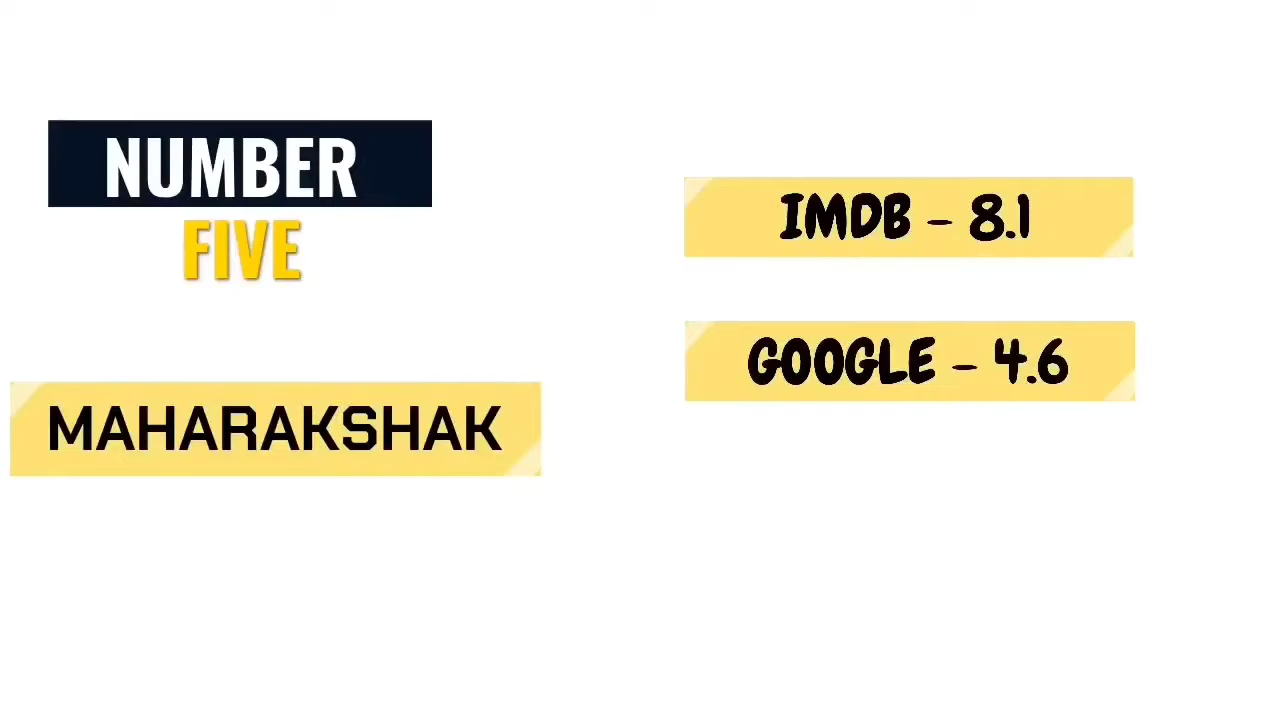 NUMBER
FIVE
MAHARAKSHAK
IMDB - 8.1
GOOGLE - 4.6